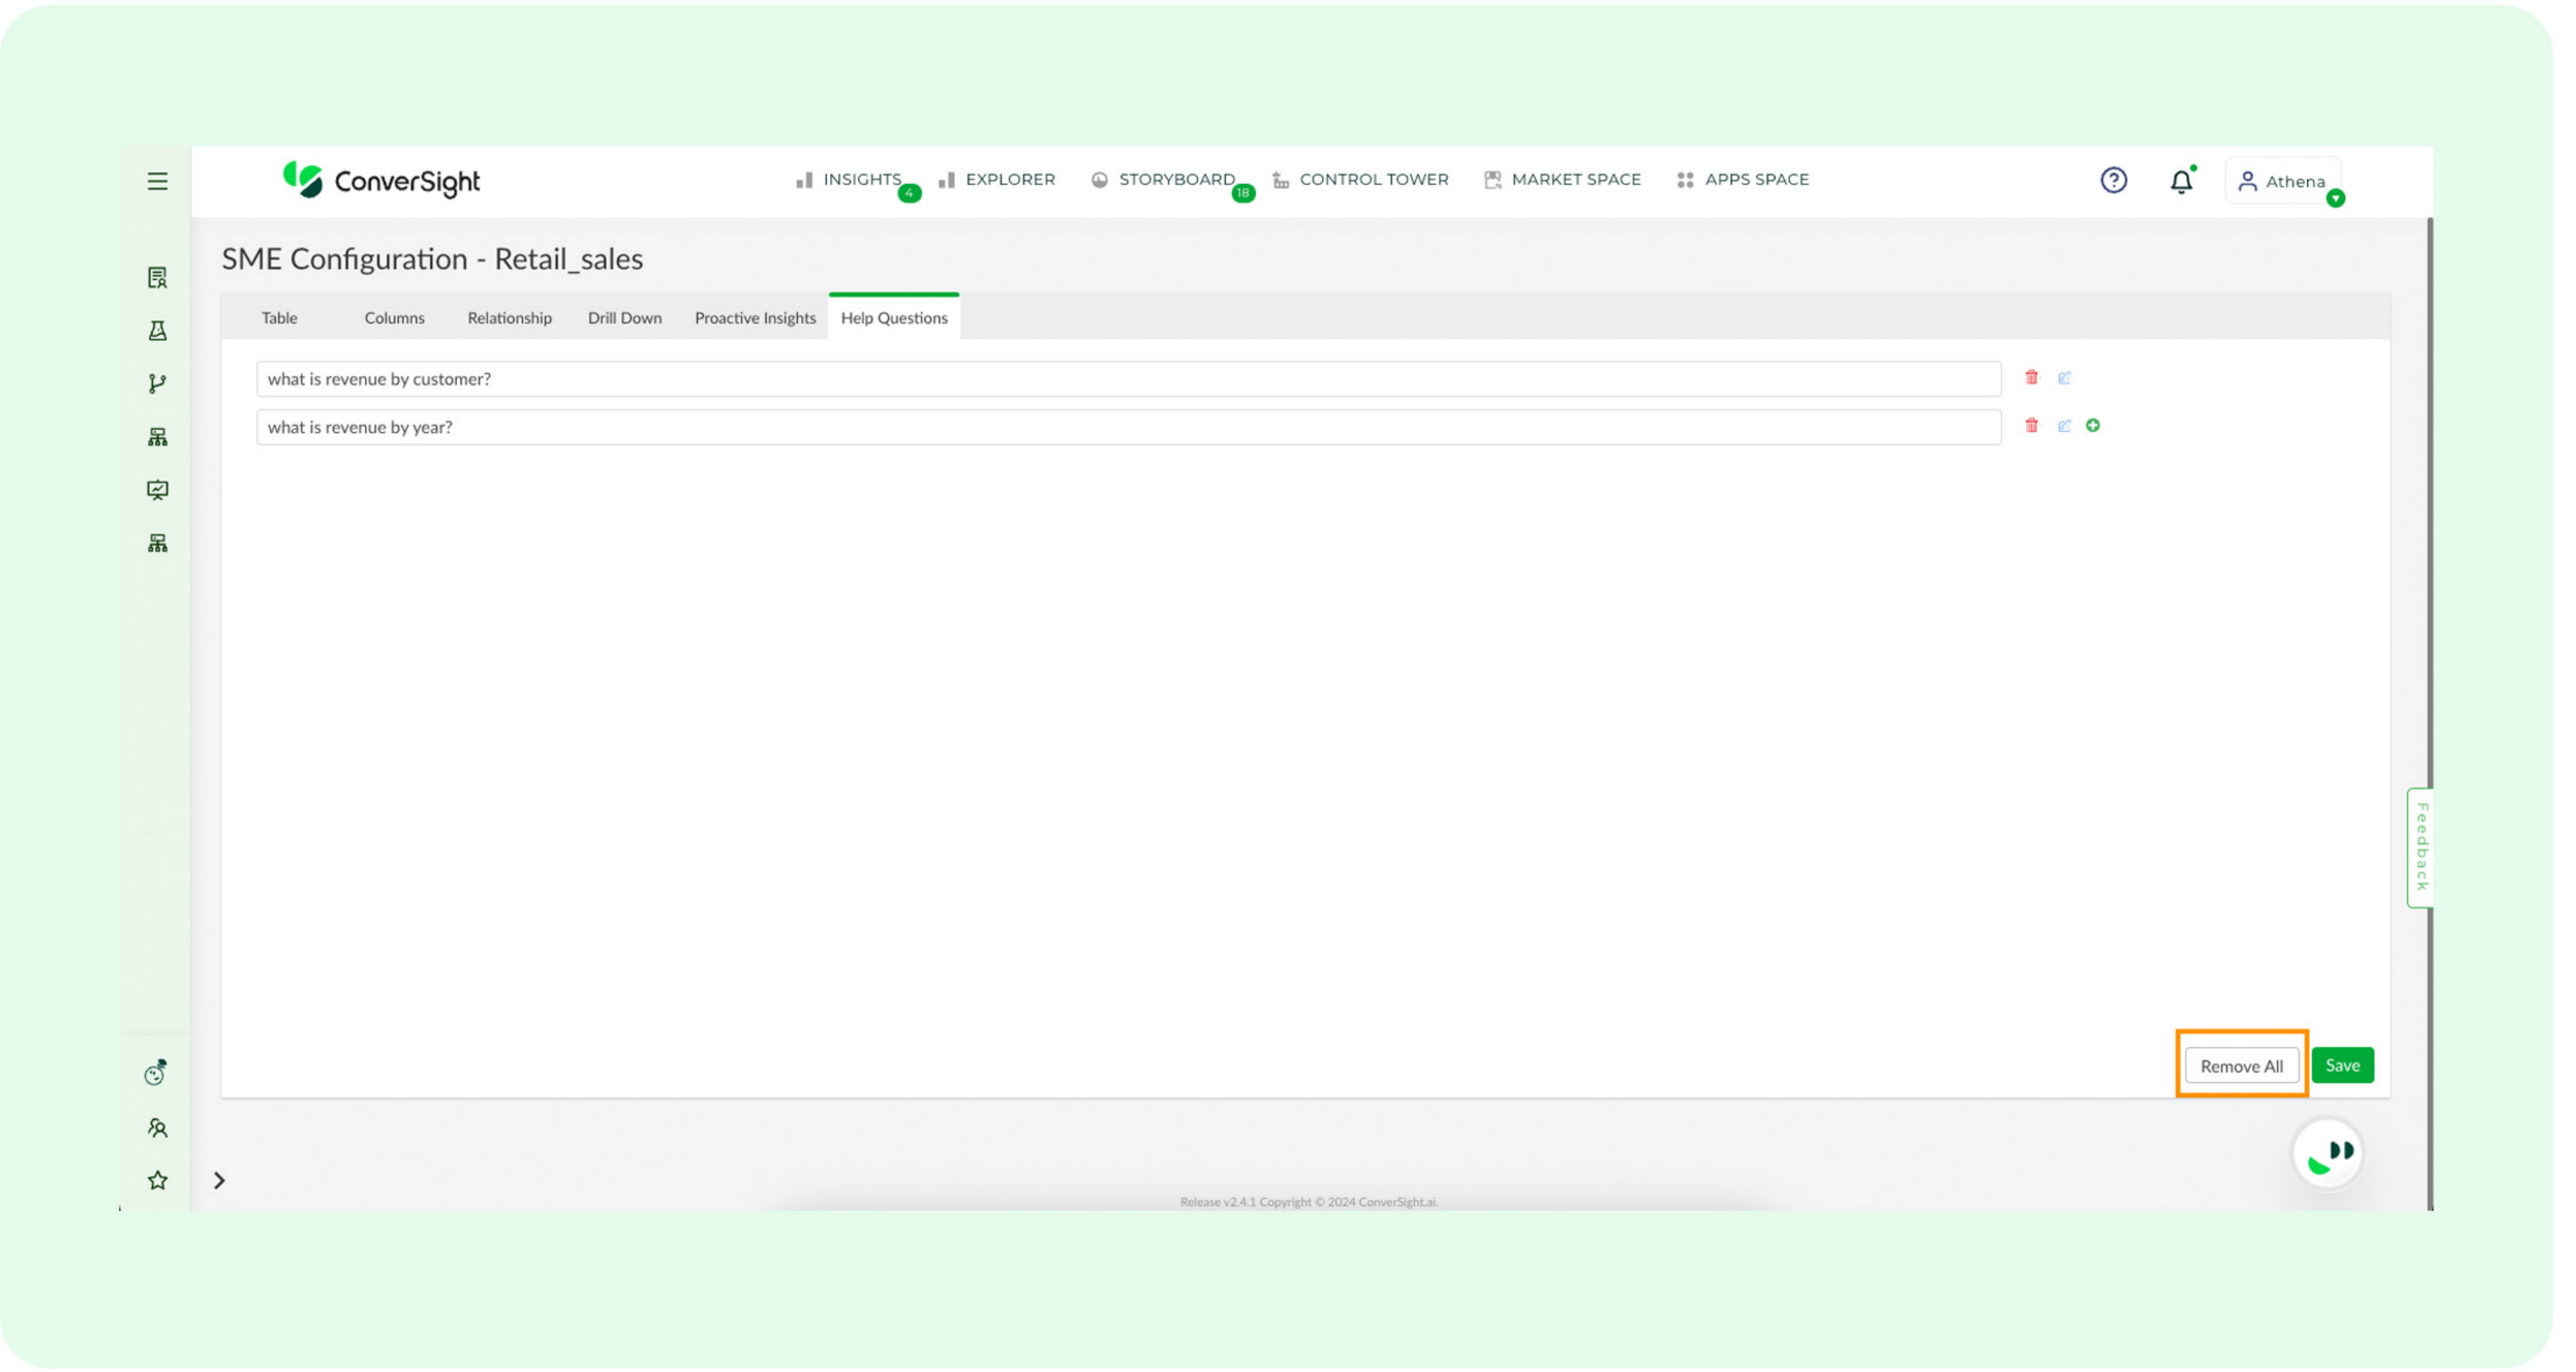 ConverSight
INSIGHTS 4 EXPLORER STORYBOARD 18 CONTROL TOWER MARKET SPACE APPS SPACE
Athena
SME Configuration - Retail_sales
Table Columns Relationship Drill Down Proactive Insights Help Questions
what is revenue by customer?
what is revenue by year?
Feedback
Remove All Save
Release v2.4.1 Copyright © 2024 ConverSight.ai.